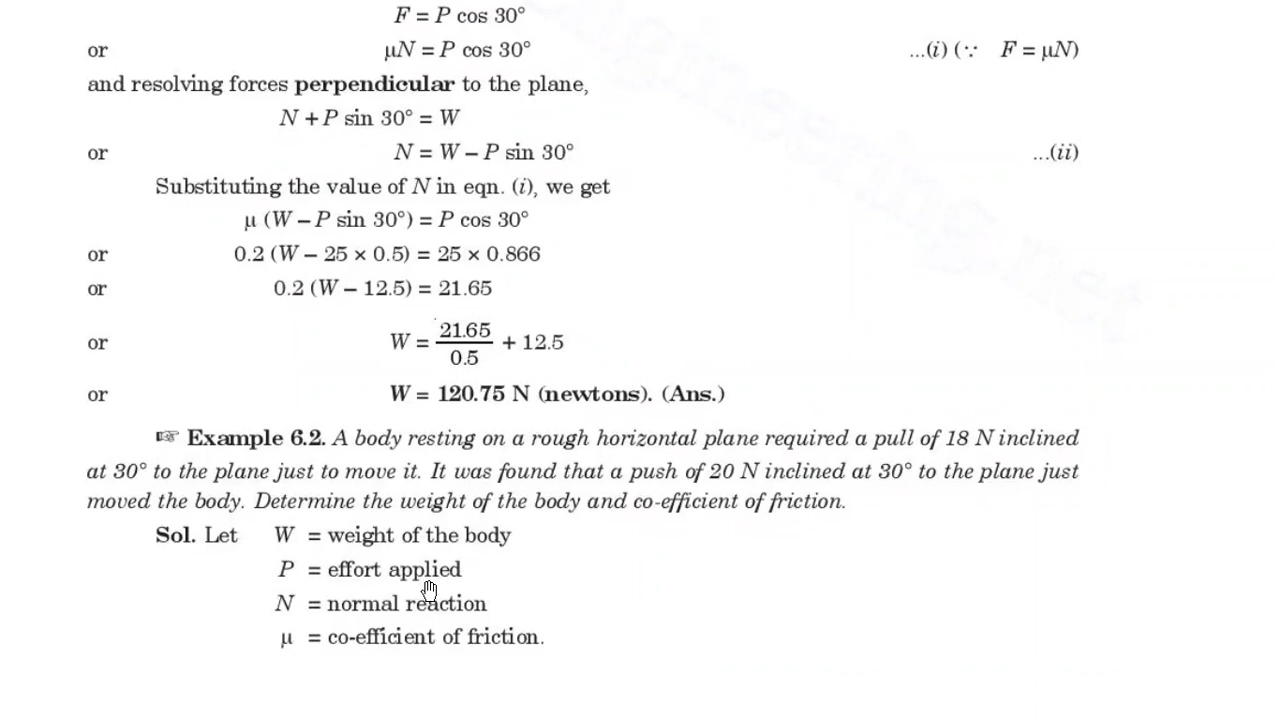 F = P cos 30°
or μN = P cos 30° ...(i) (∵ F = μN)
and resolving forces perpendicular to the plane,
N + P sin 30° = W
or N = W – P sin 30° ...(ii)
Substituting the value of N in eqn. (i), we get
μ (W – P sin 30°) = P cos 30°
or 0.2 (W – 25 × 0.5) = 25 × 0.866
or 0.2 (W – 12.5) = 21.65
or W = 21.65/0.5 + 12.5
or W = 120.75 N (newtons). (Ans.)
☞ Example 6.2. A body resting on a rough horizontal plane required a pull of 18 N inclined
at 30° to the plane just to move it. It was found that a push of 20 N inclined at 30° to the plane just
moved the body. Determine the weight of the body and co-efficient of friction.
Sol. Let W = weight of the body
P = effort applied
N = normal reaction
μ = co-efficient of friction.